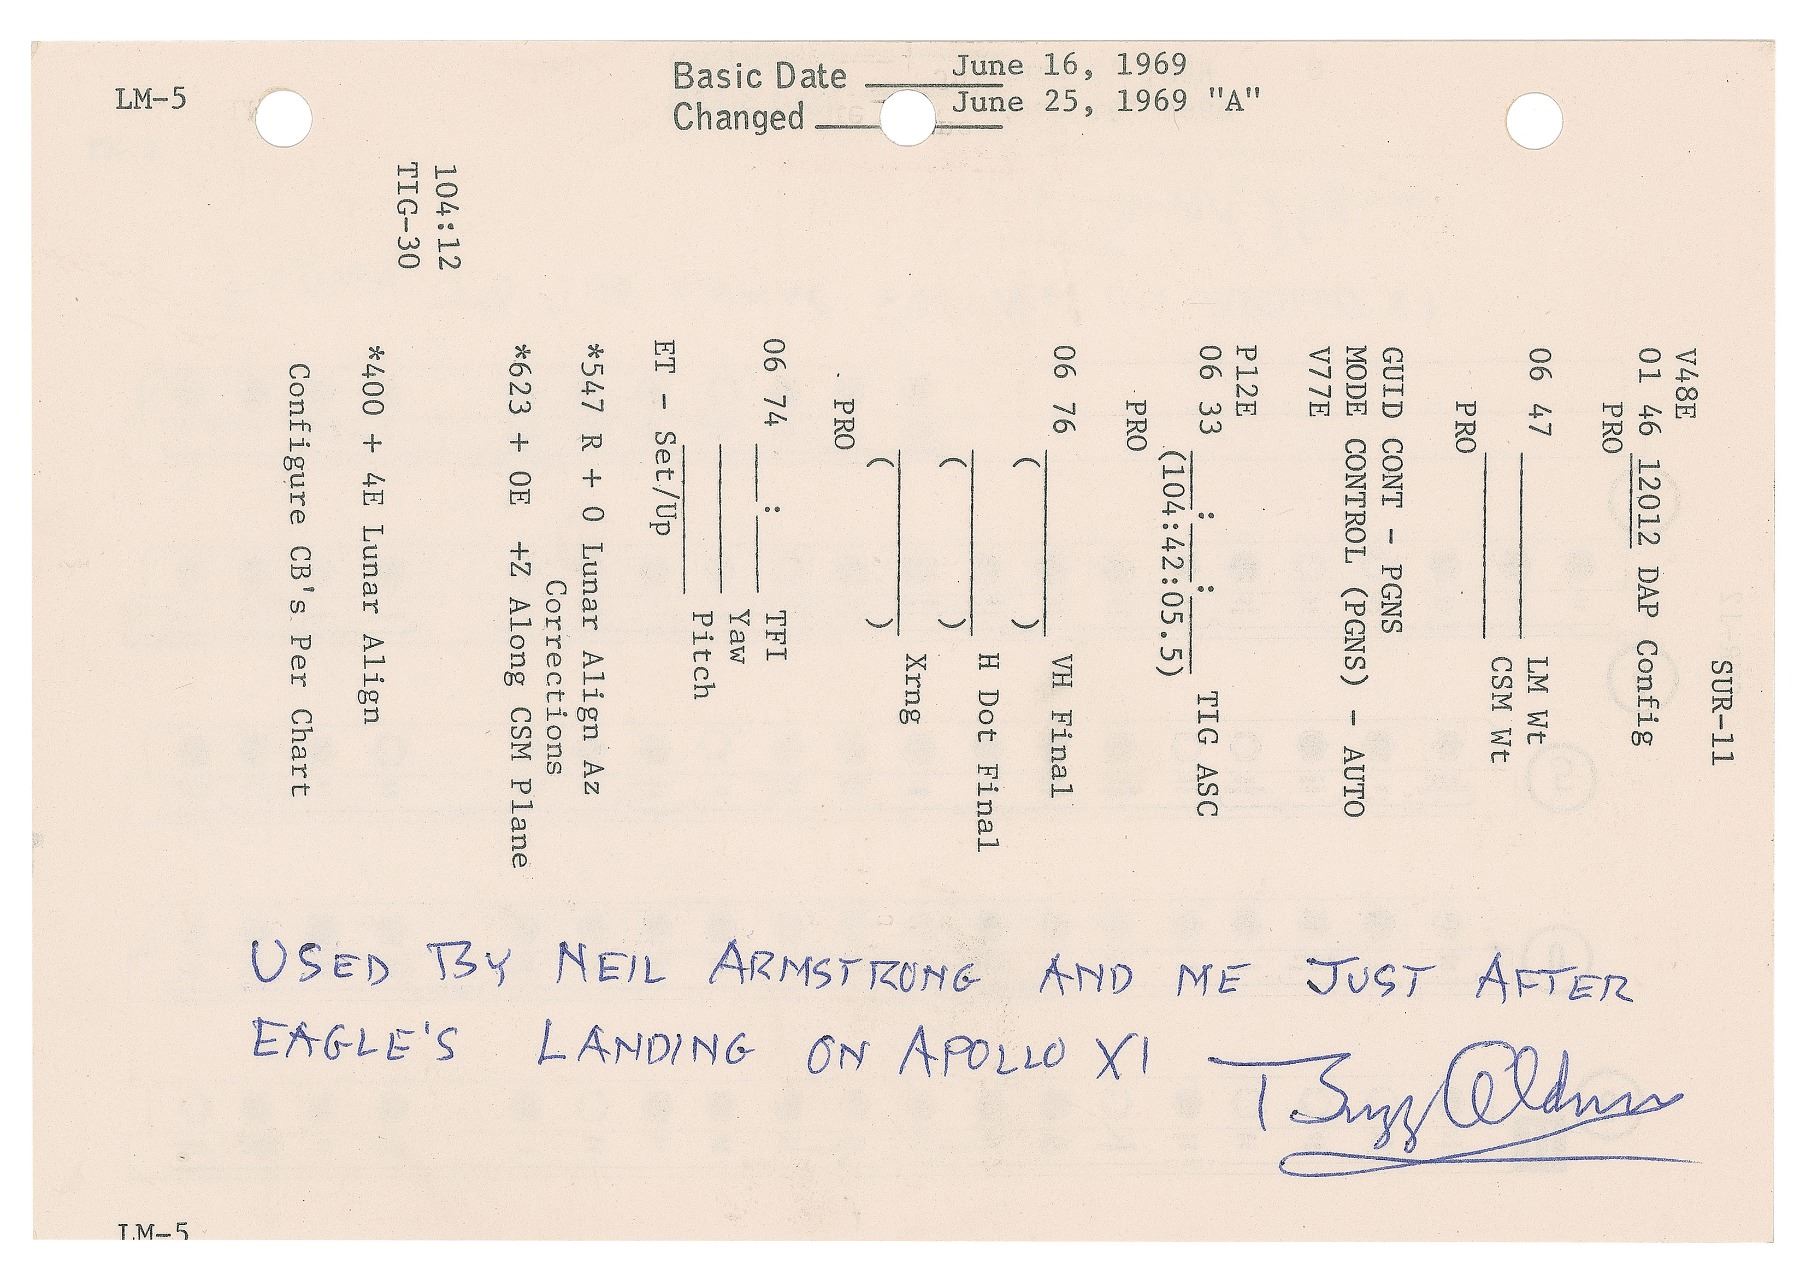 LM-5
Basic Date June 16, 1969
Changed June 25, 1969 "A"
SUR-11
V48E
01 46 12012 DAP Config
PRO
06 47 LM Wt
CSM Wt
PRO
GUID CONT - PGNS
MODE CONTROL (PGNS) - AUTO
V77E
P12E
06 33 : : TIG ASC
(104:42:05.5)
PRO
06 76 ( ) VH Final
( ) H Dot Final
( ) Xrng
PRO
06 74 : TFI
Yaw
Pitch
ET - Set/Up
*547 R + 0 Lunar Align Az
Corrections
*623 + 0E +Z Along CSM Plane
104:12
TIG-30
*400 + 4E Lunar Align
Configure CB's Per Chart
USED BY NEIL ARMSTRONG AND ME JUST AFTER
EAGLE'S LANDING ON APOLLO XI
Buzz Aldrin
LM-5